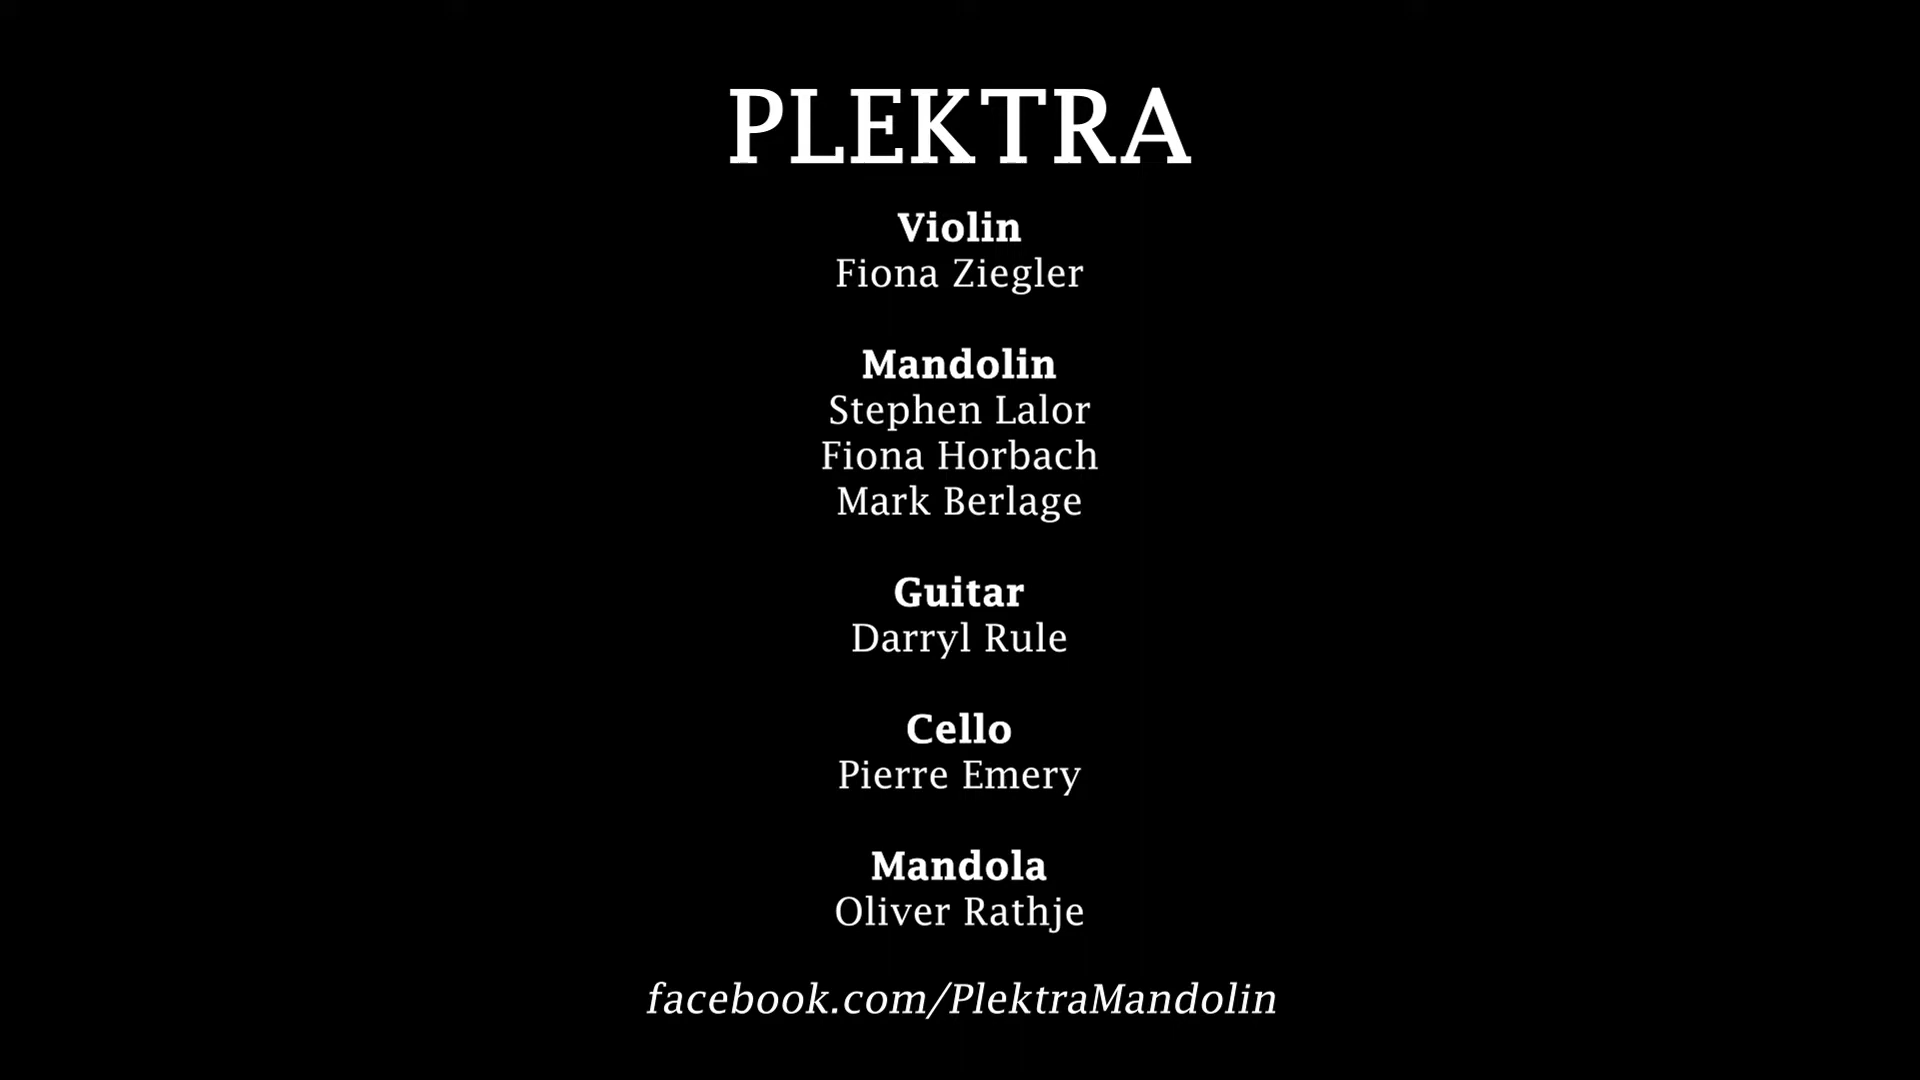 PLEKTRA
Violin
Fiona Ziegler
Mandolin
Stephen Lalor
Fiona Horbach
Mark Berlage
Guitar
Darryl Rule
Cello
Pierre Emery
Mandola
Oliver Rathje
facebook.com/PlektraMandolin